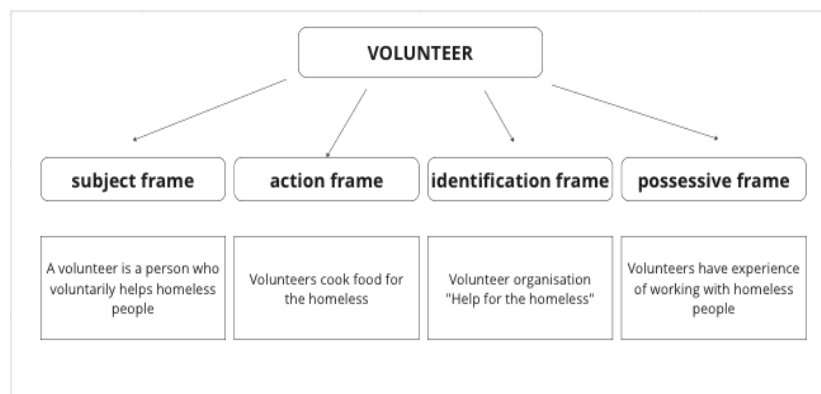 VOLUNTEER
subject frame
action frame
identification frame
possessive frame
A volunteer is a person who
voluntarily helps homeless
people
Volunteers cook food for
the homeless
Volunteer organisation
"Help for the homeless"
Volunteers have experience
of working with homeless
people